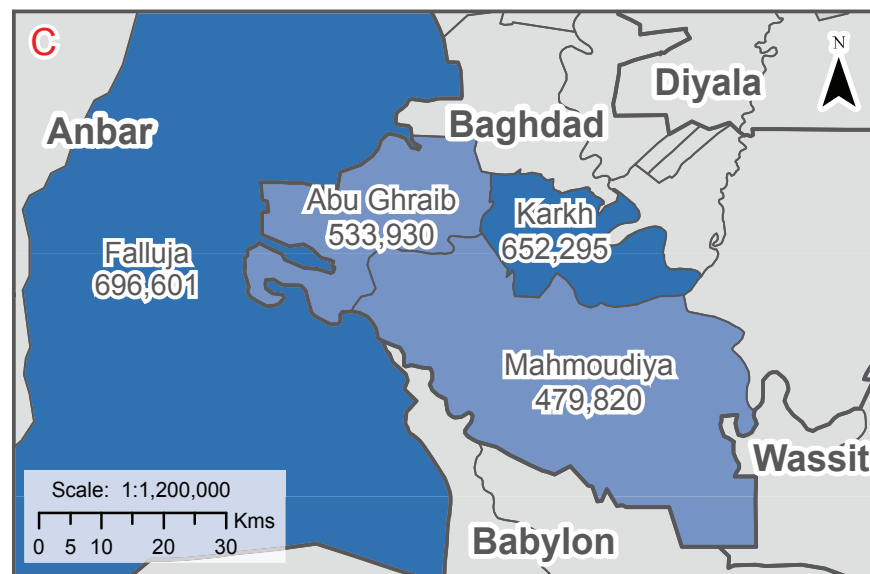 C
N
Diyala
Anbar
Baghdad
Abu Ghraib
533,930
Karkh
652,295
Falluja
696,601
Mahmoudiya
479,820
Wassit
Scale: 1:1,200,000
Kms
0 5 10 20 30
Babylon